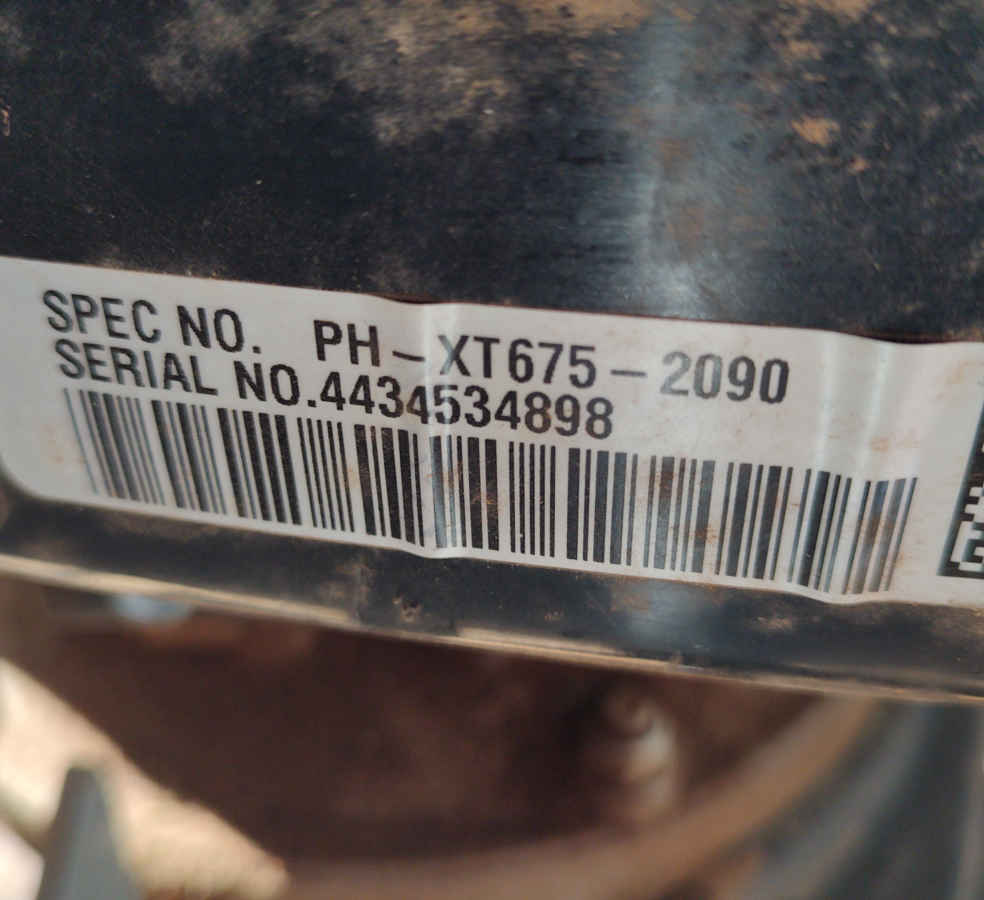 SPEC NO. PH-XT675-2090
SERIAL NO.4434534898